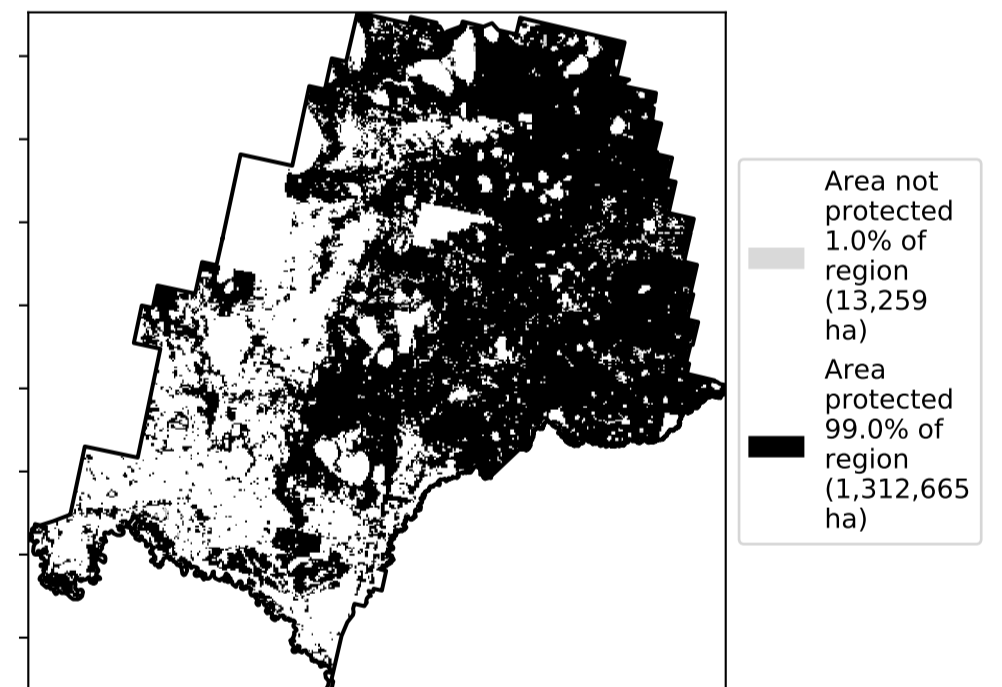 Area not
protected
1.0% of
region
(13,259
ha)
Area
protected
99.0% of
region
(1,312,665
ha)